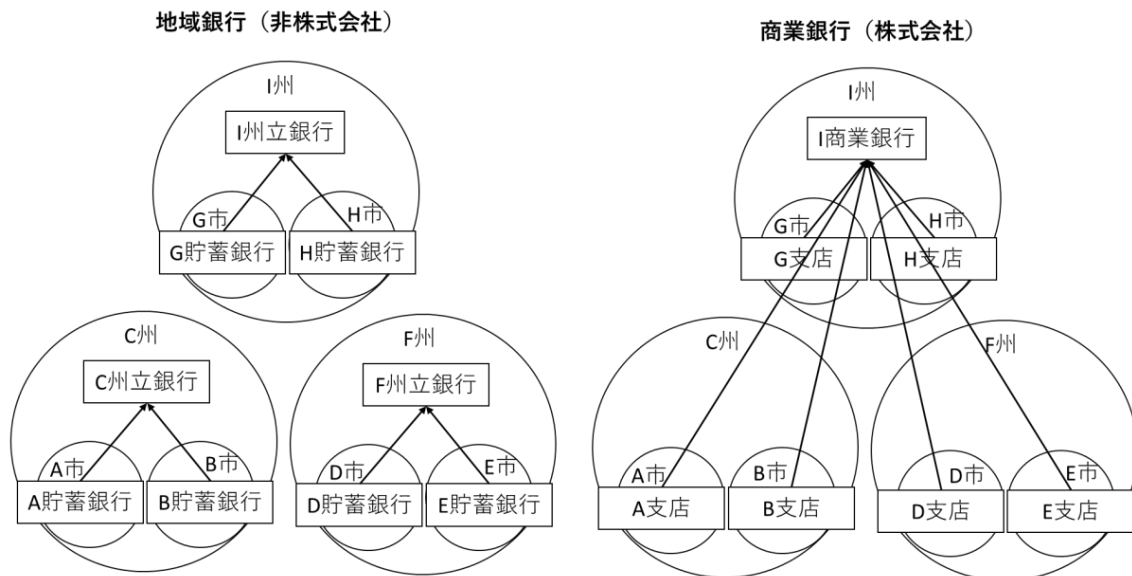 地域銀行（非株式会社）
I州
I州立銀行
G市
H市
G貯蓄銀行
H貯蓄銀行
C州
C州立銀行
A市
B市
A貯蓄銀行
B貯蓄銀行
F州
F州立銀行
D市
E市
D貯蓄銀行
E貯蓄銀行
商業銀行（株式会社）
I州
I商業銀行
G市
H市
G支店
H支店
C州
A市
B市
A支店
B支店
F州
D市
E市
D支店
E支店